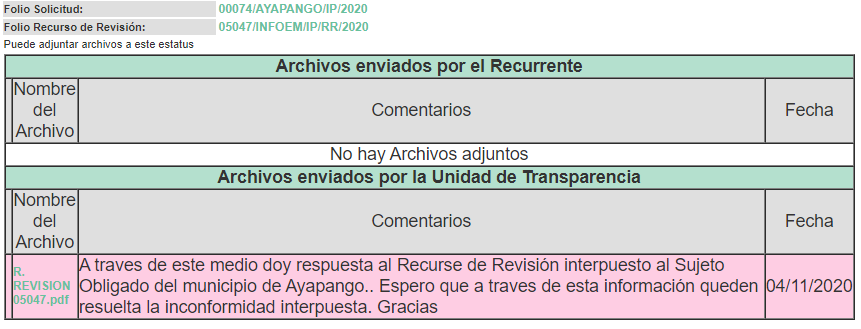 Folio Solicitud: 00074/AYAPANGO/IP/2020
Folio Recurso de Revisión: 05047/INFOEM/IP/RR/2020
Puede adjuntar archivos a este estatus
Archivos enviados por el Recurrente
Nombre
del
Archivo
Comentarios
Fecha
No hay Archivos adjuntos
Archivos enviados por la Unidad de Transparencia
Nombre
del
Archivo
Comentarios
Fecha
R.
REVISION
05047.pdf
A traves de este medio doy respuesta al Recurse de Revisión interpuesto al Sujeto
Obligado del municipio de Ayapango.. Espero que a traves de esta información queden
resuelta la inconformidad interpuesta. Gracias
04/11/2020